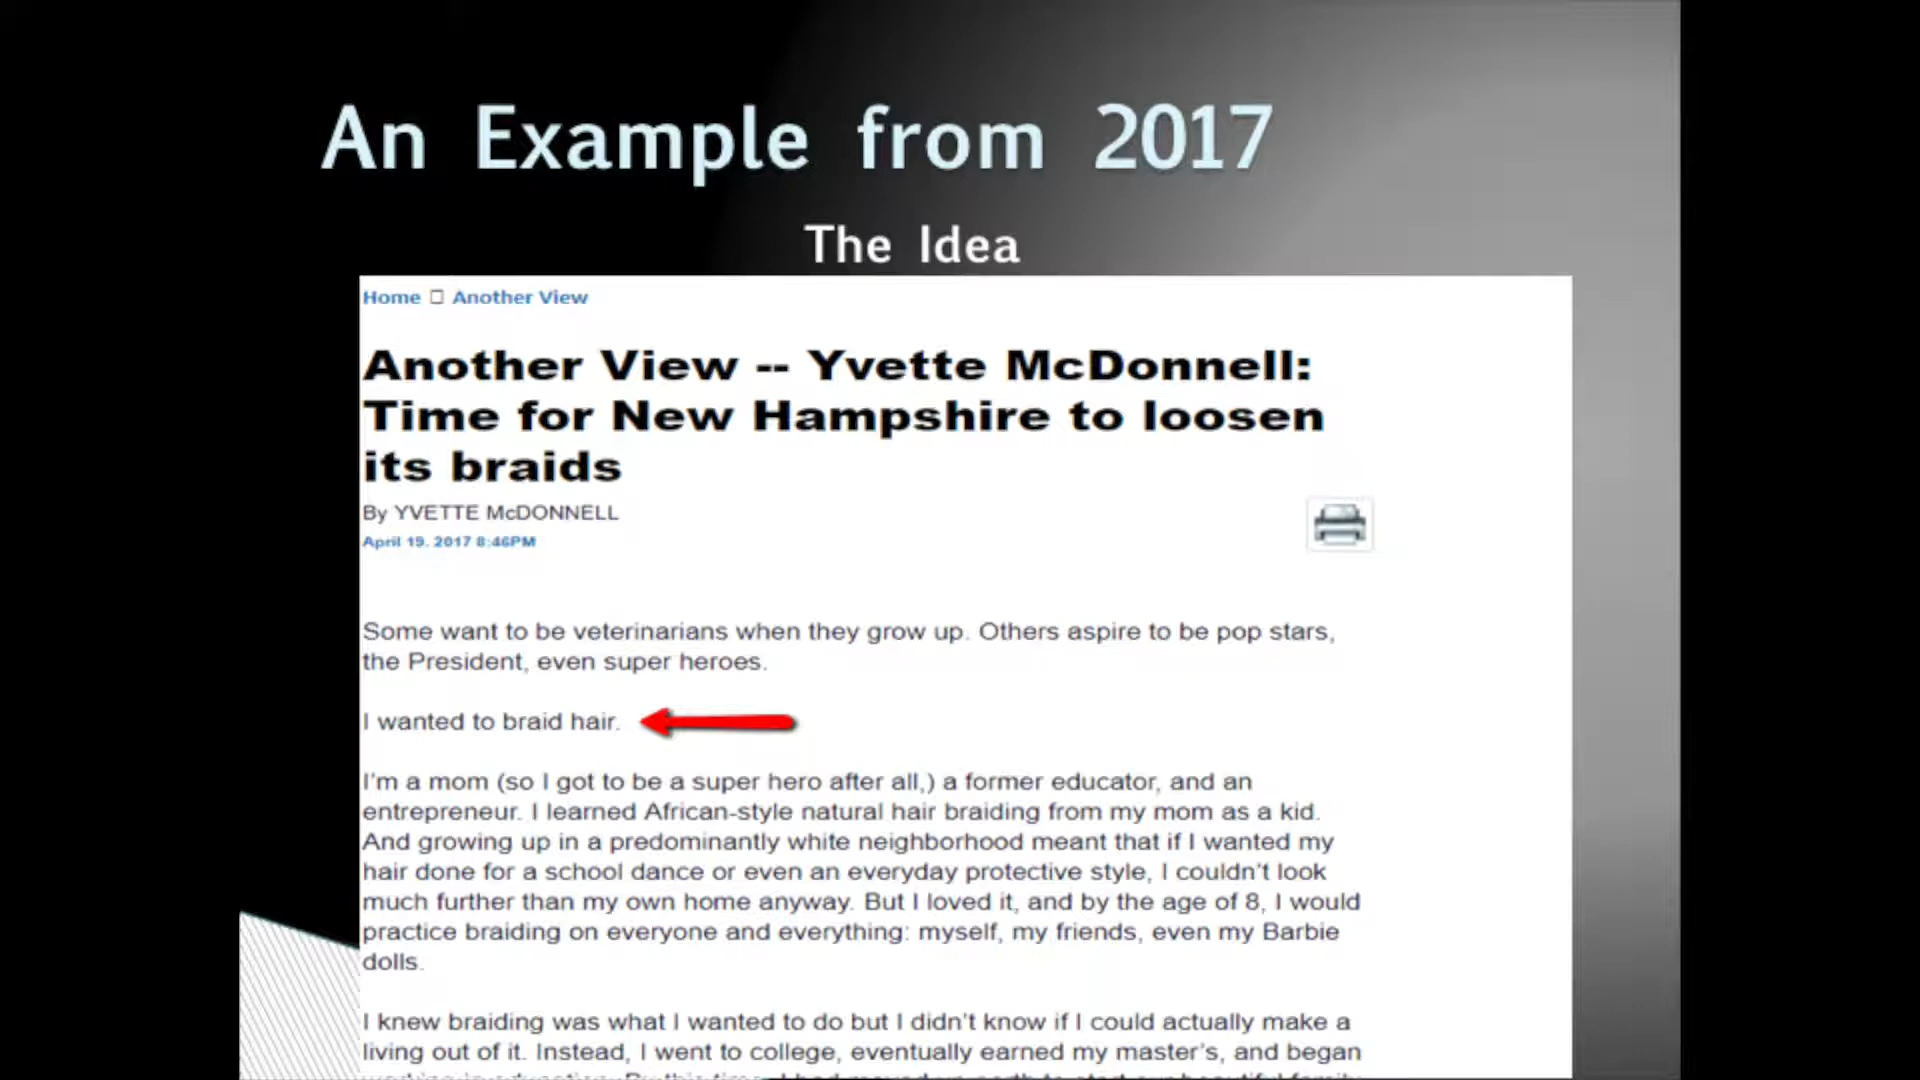 An Example from 2017
The Idea
Home Another View
Another View -- Yvette McDonnell:
Time for New Hampshire to loosen
its braids
By YVETTE McDONNELL
April 19. 2017 8:46PM
Some want to be veterinarians when they grow up. Others aspire to be pop stars,
the President, even super heroes.
I wanted to braid hair.
I'm a mom (so I got to be a super hero after all,) a former educator, and an
entrepreneur. I learned African-style natural hair braiding from my mom as a kid.
And growing up in a predominantly white neighborhood meant that if I wanted my
hair done for a school dance or even an everyday protective style, I couldn't look
much further than my own home anyway. But I loved it, and by the age of 8, I would
practice braiding on everyone and everything: myself, my friends, even my Barbie
dolls.
I knew braiding was what I wanted to do but I didn't know if I could actually make a
living out of it. Instead, I went to college, eventually earned my master's, and began